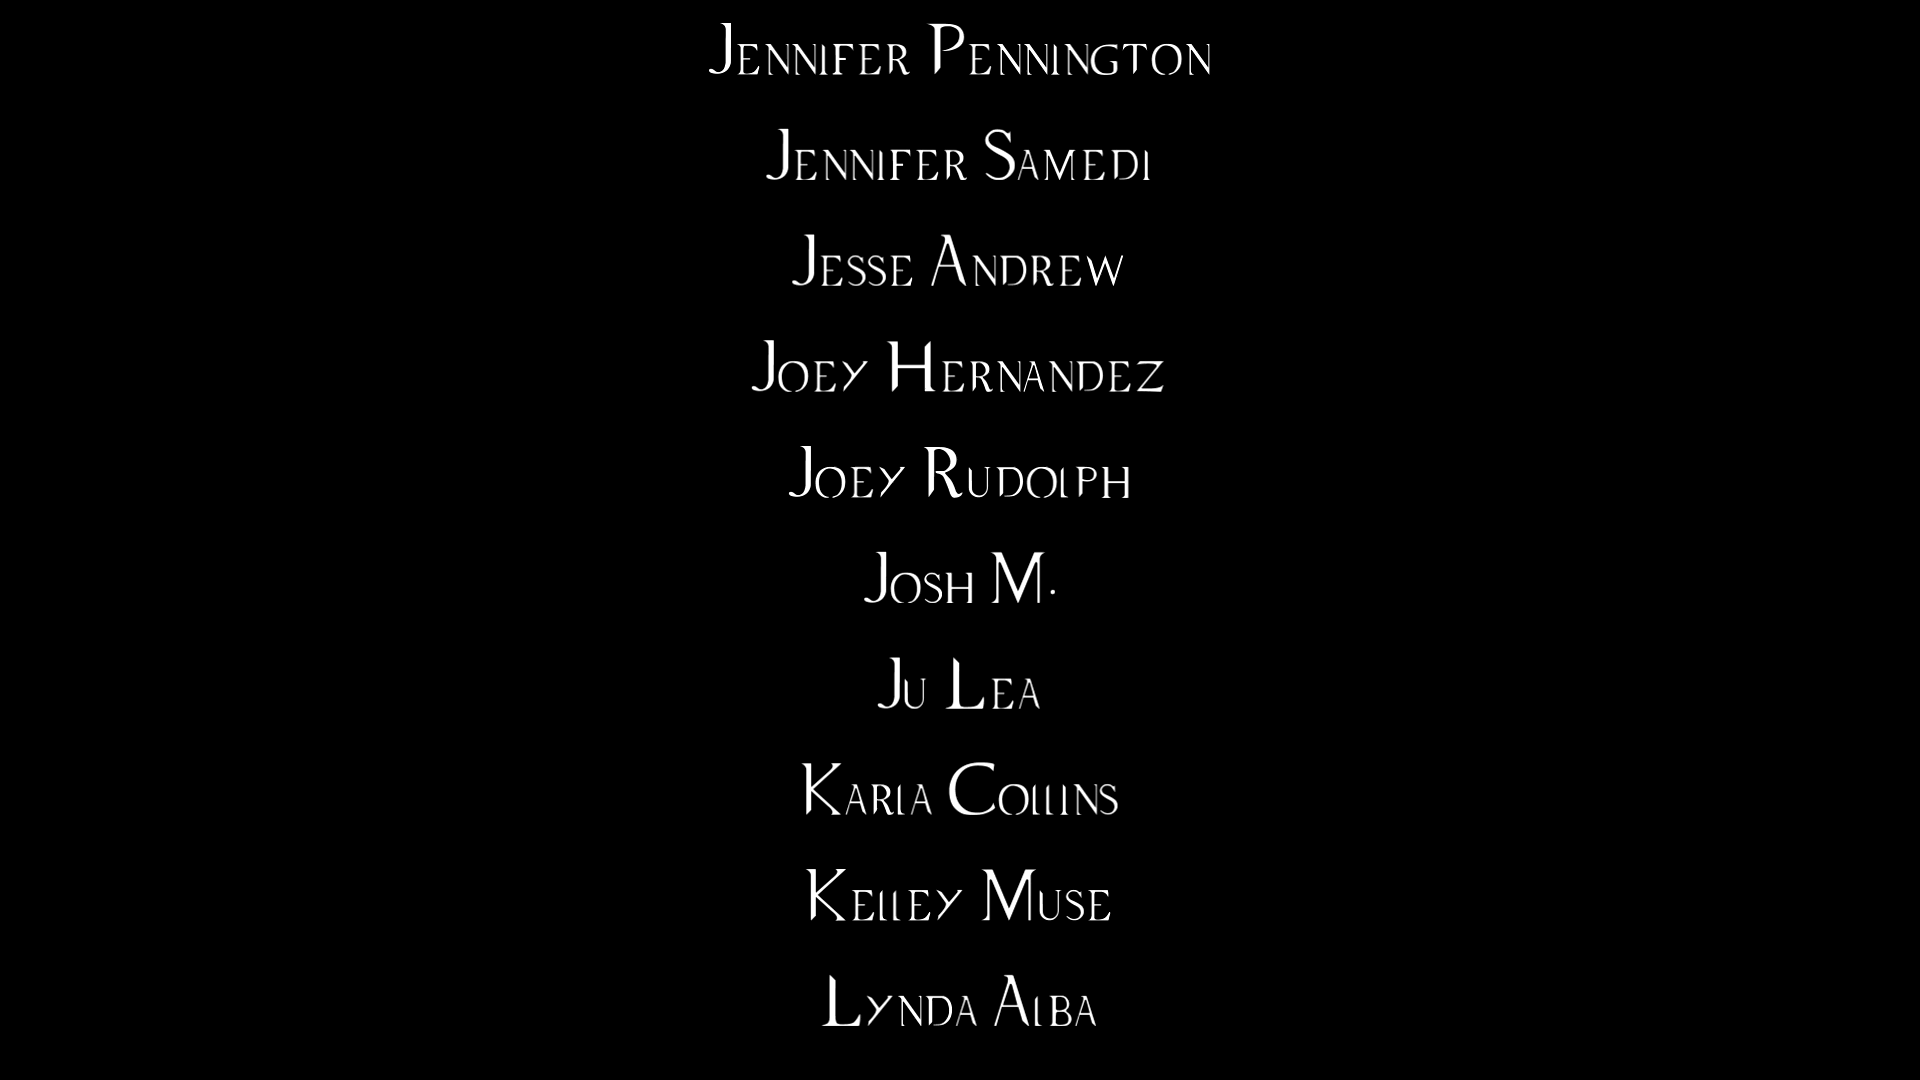 Jennifer Pennington
Jennifer Samedi
Jesse Andrew
Joey Hernandez
Joey Rudolph
Josh M.
Ju Lea
Karla Collins
Kelley Muse
Lynda Alba